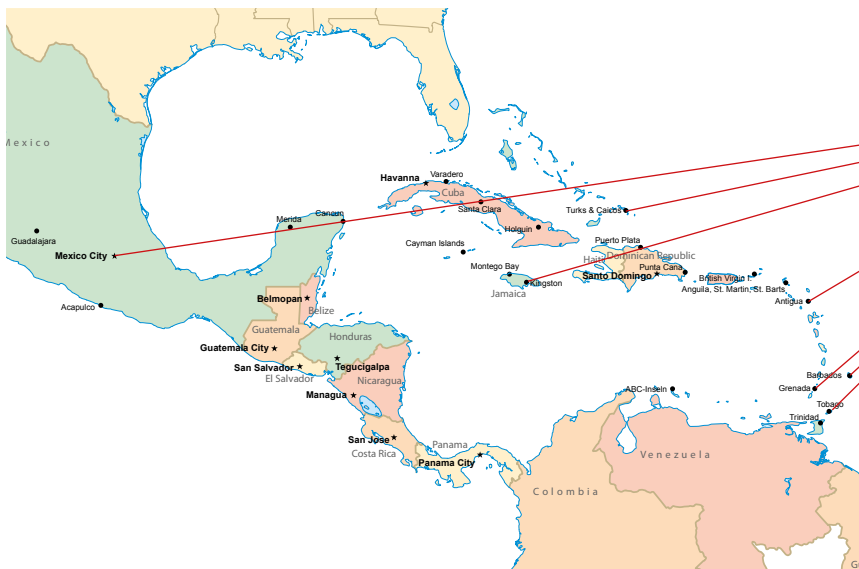 Mexico
Havanna
Varadero
Cuba
Santa Clara
Cancun
Merida
Turks & Caicos
Guadalajara
Holguin
Mexico City
Cayman Islands
Puerto Plata
Dominican Republic
Haiti
Montego Bay
Punta Cana
Santo Domingo
British Virgin I.
Kingston
Jamaica
Anguila, St. Martin, St. Barts
Acapulco
Belmopan
Belize
Antigua
Guatemala
Honduras
Guatemala City
San Salvador
Tegucigalpa
El Salvador
Nicaragua
Barbados
Managua
ABC-Inseln
Grenada
Tobago
Trinidad
San Jose
Panama
Costa Rica
Panama City
Venezuela
Colombia
G